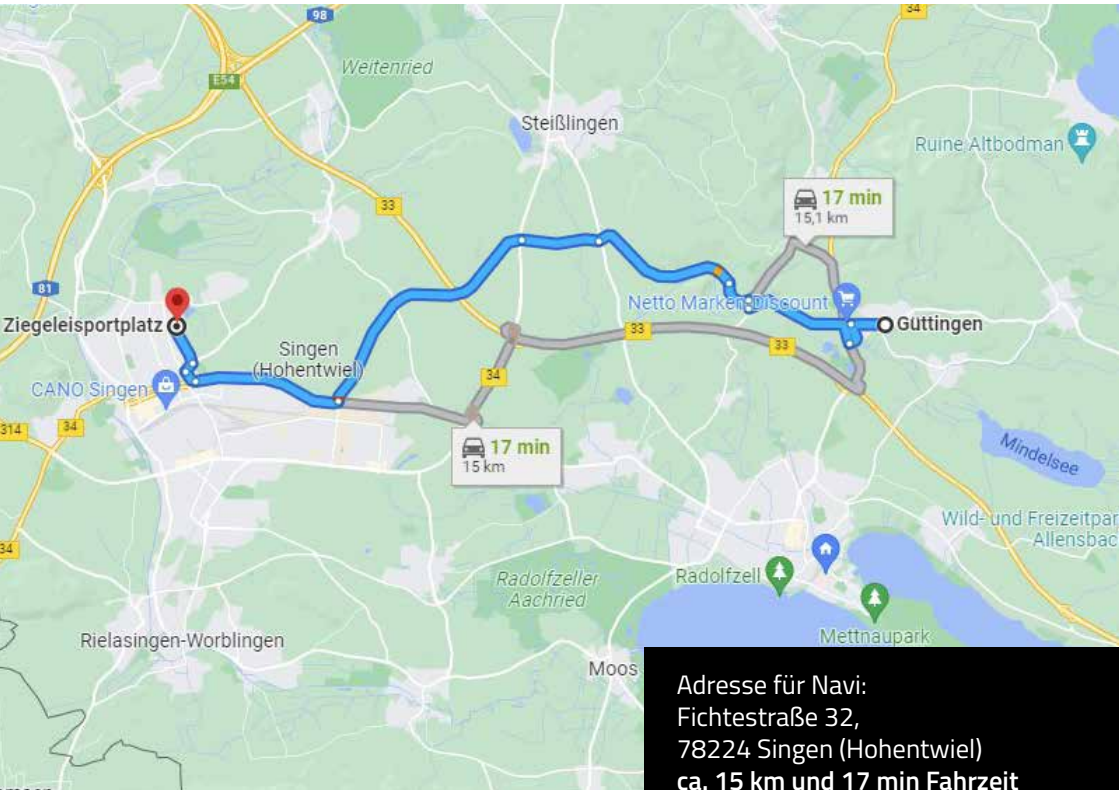 98
34
Weitenried
E54
Steißlingen
Ruine Altbodman
17 min
15,1 km
33
81
Netto Marken-Discount
Ziegeleisportplatz
Güttingen
33
33
Singen
(Hohentwiel)
34
CANO Singen
314
34
17 min
15 km
Mindelsee
Wild- und Freizeitpar
Allensbac
34
Radolfzeller
Aachried
Radolfzell
Rielasingen-Worblingen
Mettnaupark
Moos
Adresse für Navi:
Fichtestraße 32,
78224 Singen (Hohentwiel)
ca. 15 km und 17 min Fahrzeit